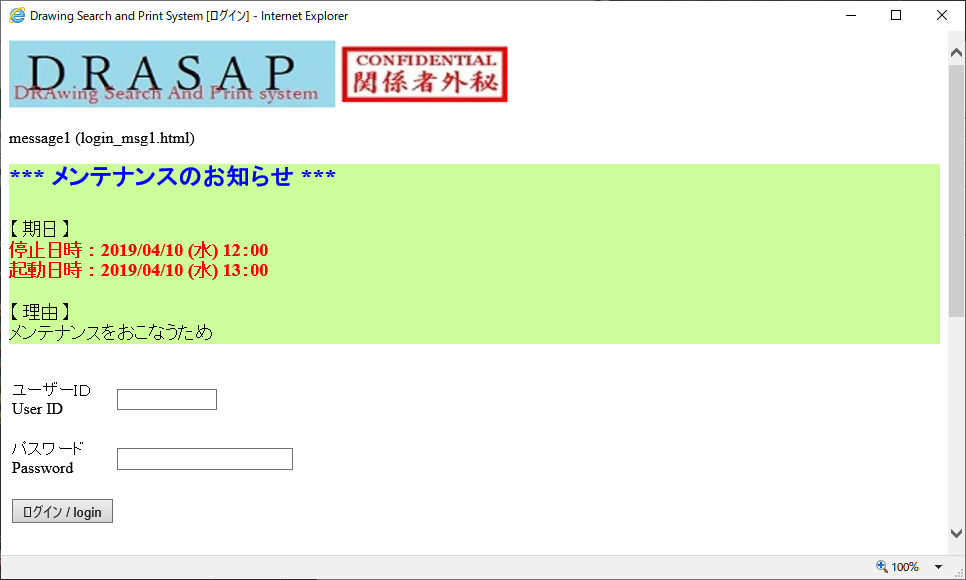 Drawing Search and Print System [ログイン] - Internet Explorer
DRASAP
DRAwing Search And Print system
CONFIDENTIAL
関係者外秘
message1 (login_msg1.html)
*** メンテナンスのお知らせ ***
【 期日 】
停止日時：2019/04/10 (水) 12：00
起動日時：2019/04/10 (水) 13：00
【 理由 】
メンテナンスをおこなうため
ユーザーID
User ID
パスワード
Password
ログイン / login
100%